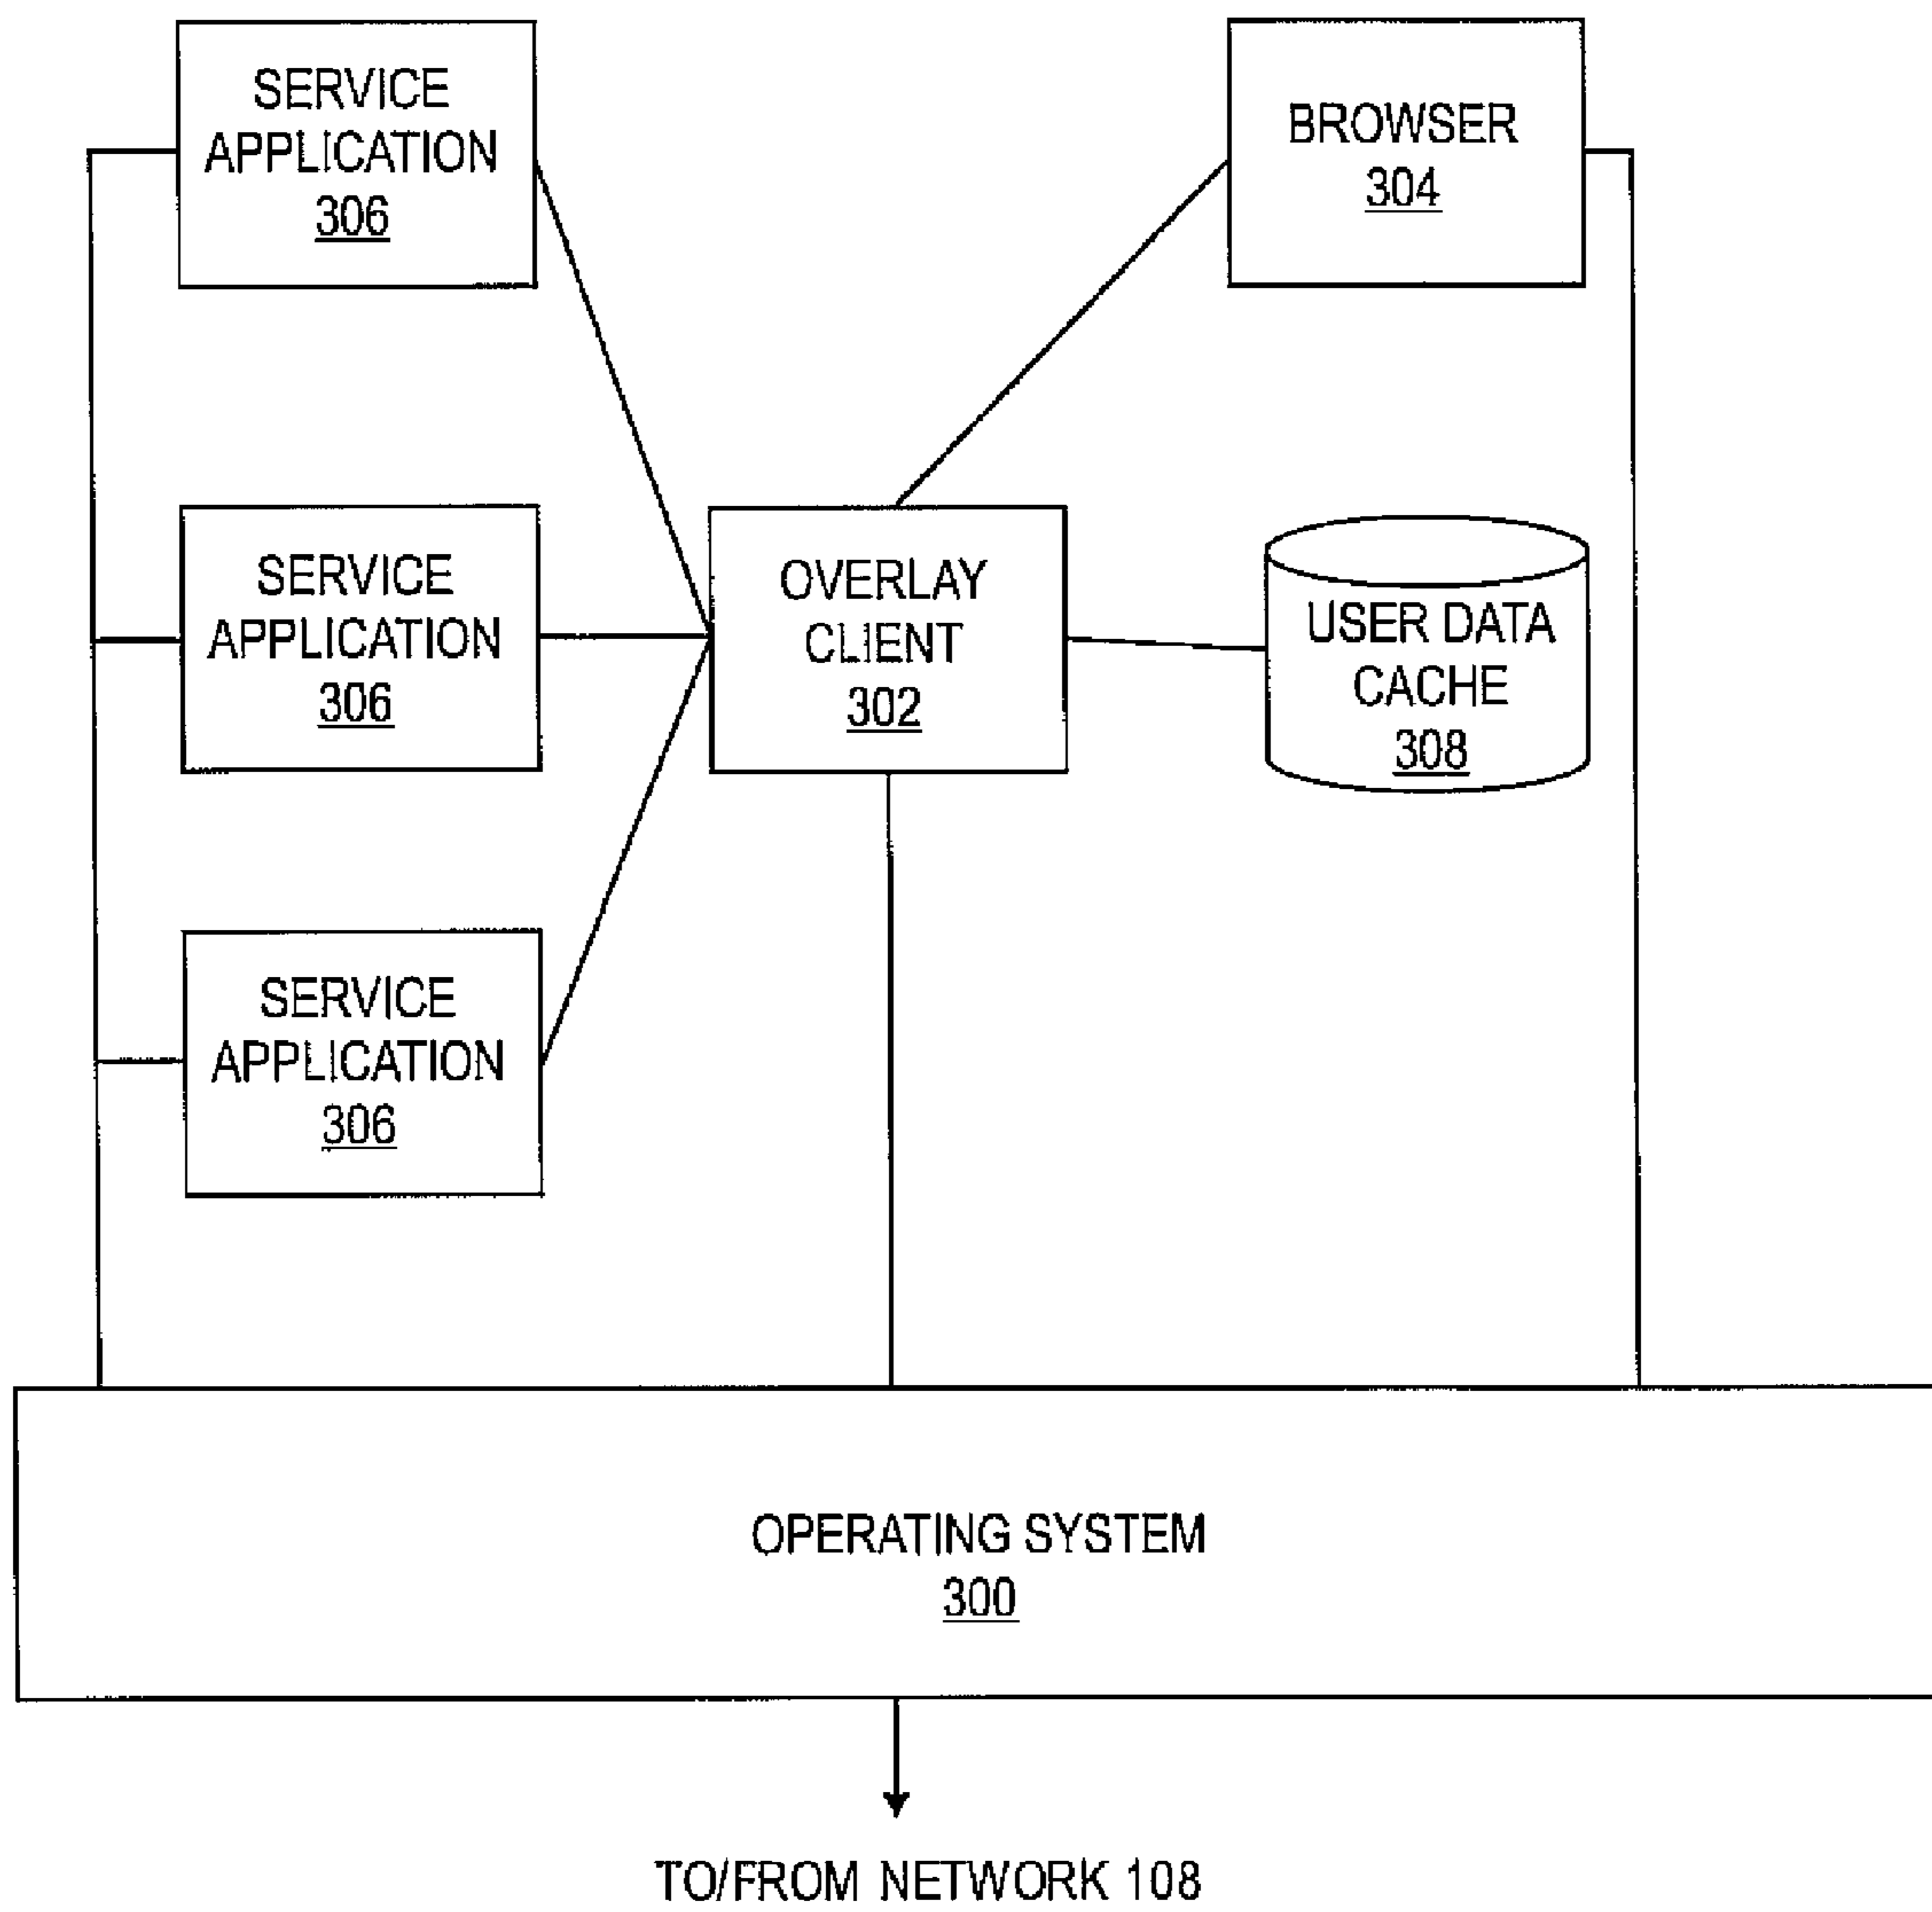 SERVICE
APPLICATION
306
BROWSER
304
SERVICE
APPLICATION
306
OVERLAY
CLIENT
302
USER DATA
CACHE
308
SERVICE
APPLICATION
306
OPERATING SYSTEM
300
TO/FROM NETWORK 108